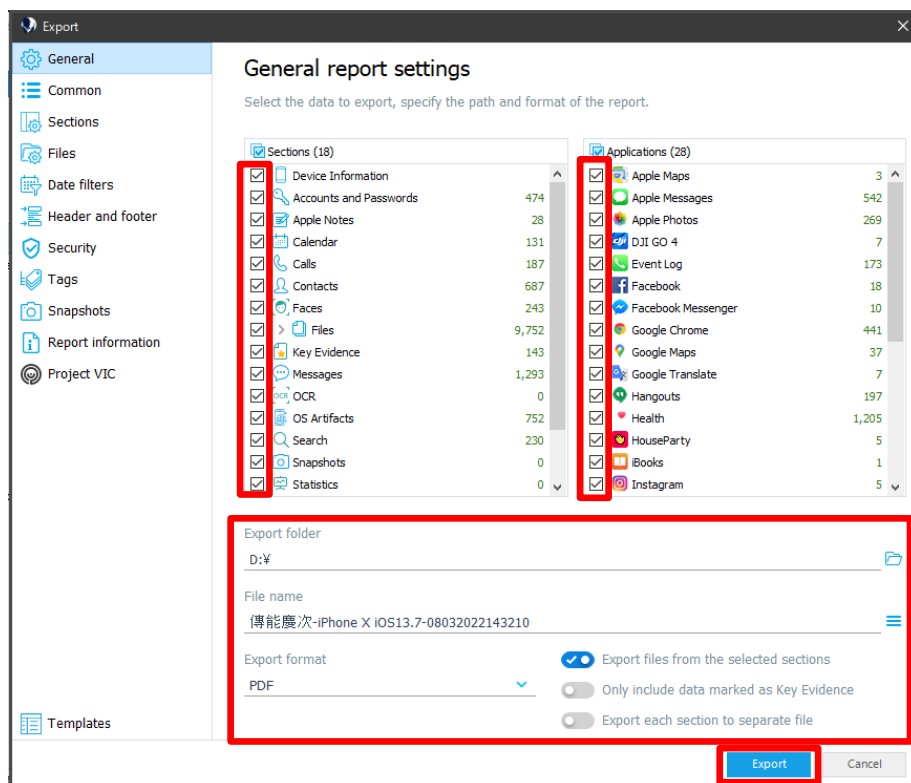 Export
General
Common
Sections
Files
Date filters
Header and footer
Security
Tags
Snapshots
Report information
Project VIC
Templates
General report settings
Select the data to export, specify the path and format of the report.
Sections (18)
Device Information
Accounts and Passwords 474
Apple Notes 28
Calendar 131
Calls 187
Contacts 687
Faces 243
Files 9,752
Key Evidence 143
Messages 1,293
OCR OCR 0
OS Artifacts 752
Search 230
Snapshots 0
Statistics 0
Applications (28)
Apple Maps 3
Apple Messages 542
Apple Photos 269
DJI GO 4 7
Event Log 173
Facebook 18
Facebook Messenger 10
Google Chrome 441
Google Maps 37
Google Translate 7
Hangouts 197
Health 1,205
HouseParty 5
iBooks 1
Instagram 5
Export folder
D:¥
File name
傳能慶次-iPhone X iOS13.7-08032022143210
Export format
PDF
Export files from the selected sections
Only include data marked as Key Evidence
Export each section to separate file
Export Cancel